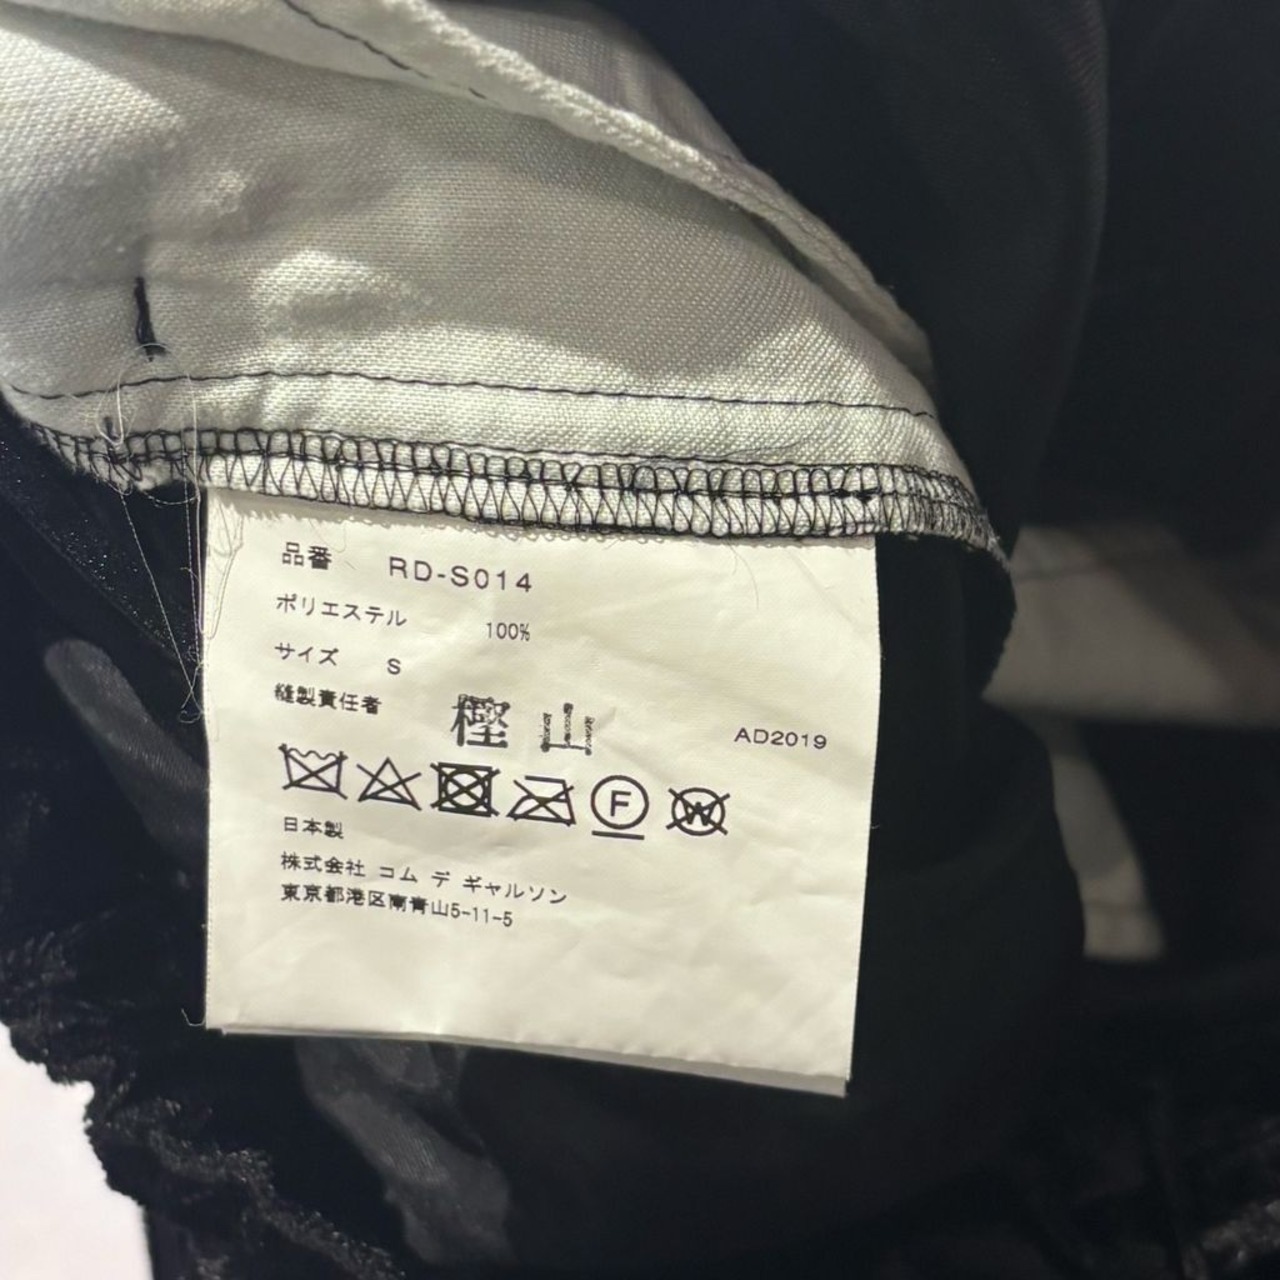 品番 RD-S014
ポリエステル 100%
サイズ S
縫製責任者 樫山 AD2019
F W
日本製
株式会社 コム デ ギャルソン
東京都港区南青山5-11-5